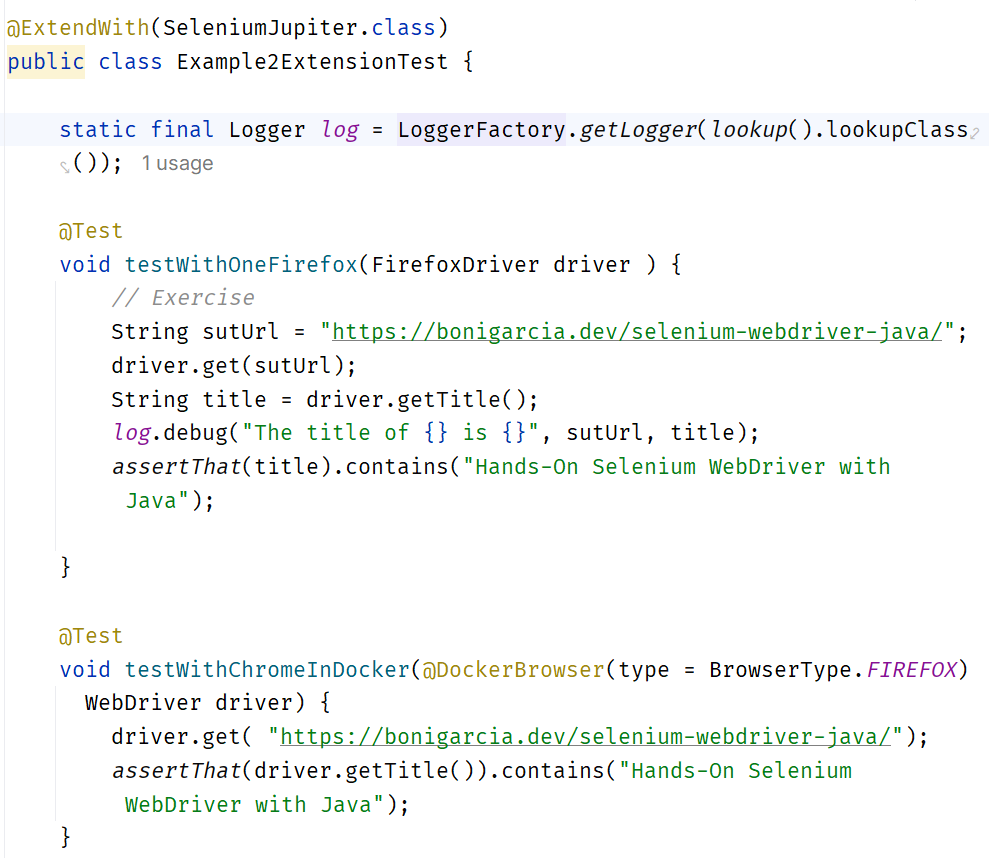 @ExtendWith(SeleniumJupiter.class)
public class Example2ExtensionTest {
static final Logger log = LoggerFactory.getLogger(lookup().lookupClass
()); 1 usage
@Test
void testWithOneFirefox(FirefoxDriver driver ) {
// Exercise
String sutUrl = "https://bonigarcia.dev/selenium-webdriver-java/";
driver.get(sutUrl);
String title = driver.getTitle();
log.debug("The title of {} is {}", sutUrl, title);
assertThat(title).contains("Hands-On Selenium WebDriver with
Java");
}
@Test
void testWithChromeInDocker(@DockerBrowser(type = BrowserType.FIREFOX)
WebDriver driver) {
driver.get( "https://bonigarcia.dev/selenium-webdriver-java/");
assertThat(driver.getTitle()).contains("Hands-On Selenium
WebDriver with Java");
}